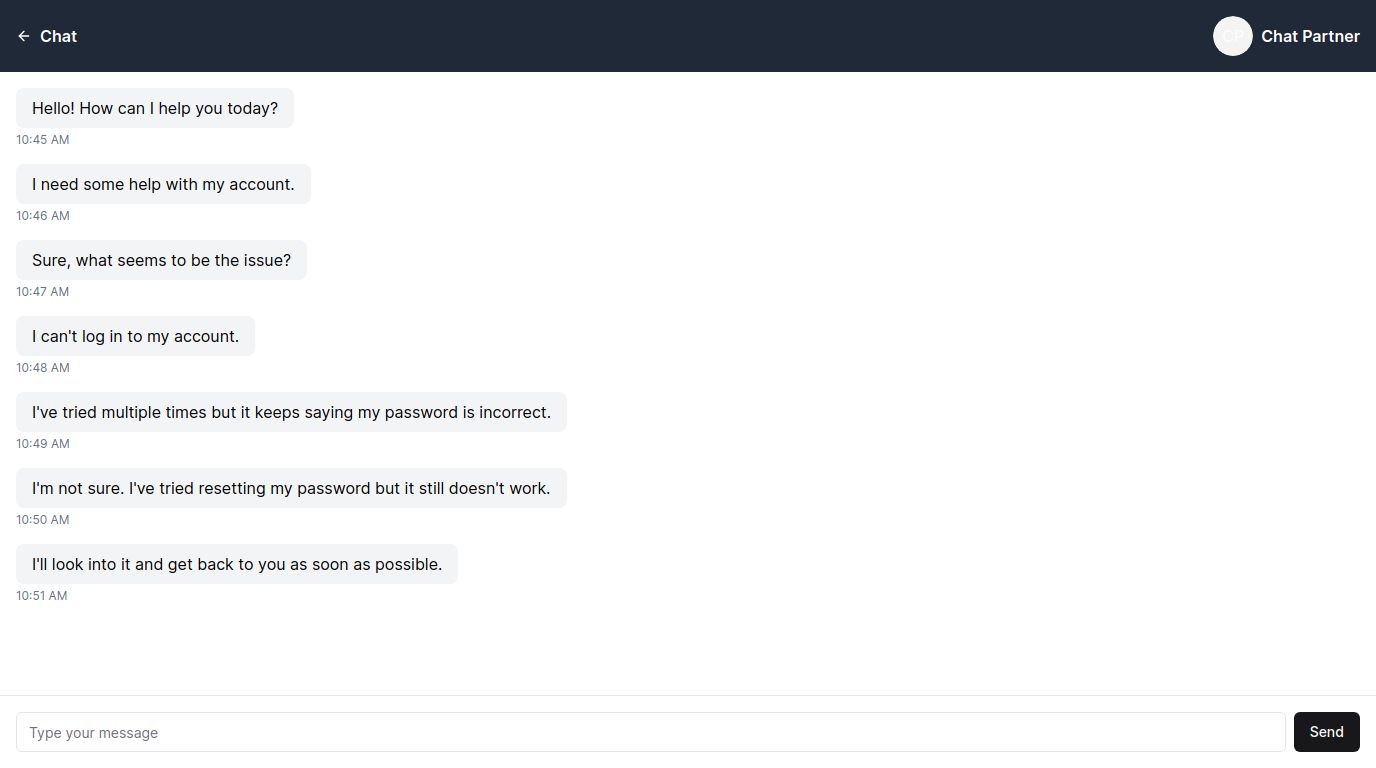 Chat
CP Chat Partner
Hello! How can I help you today?
10:45 AM
I need some help with my account.
10:46 AM
Sure, what seems to be the issue?
10:47 AM
I can't log in to my account.
10:48 AM
I've tried multiple times but it keeps saying my password is incorrect.
10:49 AM
I'm not sure. I've tried resetting my password but it still doesn't work.
10:50 AM
I'll look into it and get back to you as soon as possible.
10:51 AM
Type your message
Send